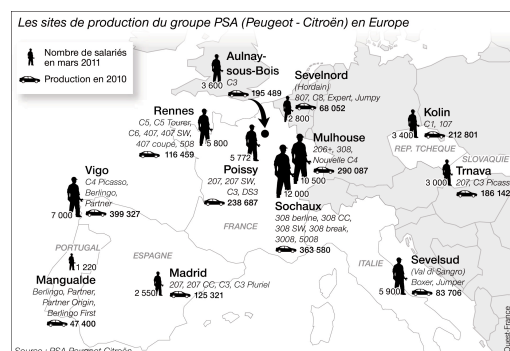 Les sites de production du groupe PSA (Peugeot - Citroën) en Europe
Nombre de salariés
en mars 2011
Production en 2010
Aulnay-
sous-Bois
C3
195 489
3 600
Sevelnord
(Hordain)
807, C8, Expert, Jumpy
68 052
2 800
Rennes
C5, C5 Tourer,
C6, 407, 407 SW,
407 coupé, 508
116 459
5 800
Kolin
C1, 107
212 801
3 400
REP. TCHEQUE
Mulhouse
206+, 308,
Nouvelle C4
290 087
10 500
5 772
Poissy
207, 207 SW,
C3, DS3
238 687
SLOVAQUIE
Trnava
207, C3 Picass
186 142
3 000
Vigo
C4 Picasso,
Berlingo,
Partner
399 327
7 000
12 000
Sochaux
308 berline, 308 CC,
308 SW, 308 break,
3008, 5008
363 580
FRANCE
PORTUGAL
1 220
Mangualde
Berlingo, Partner,
Partner Origin,
Berlingo First
47 400
ESPAGNE
Madrid
207, 207 CC, C3, C3 Pluriel
125 321
2 550
ITALIE
Sevelsud
(Val di Sangro)
Boxer, Jumper
83 706
5 900
Ouest-France
Source : PSA Peugeot Citroën